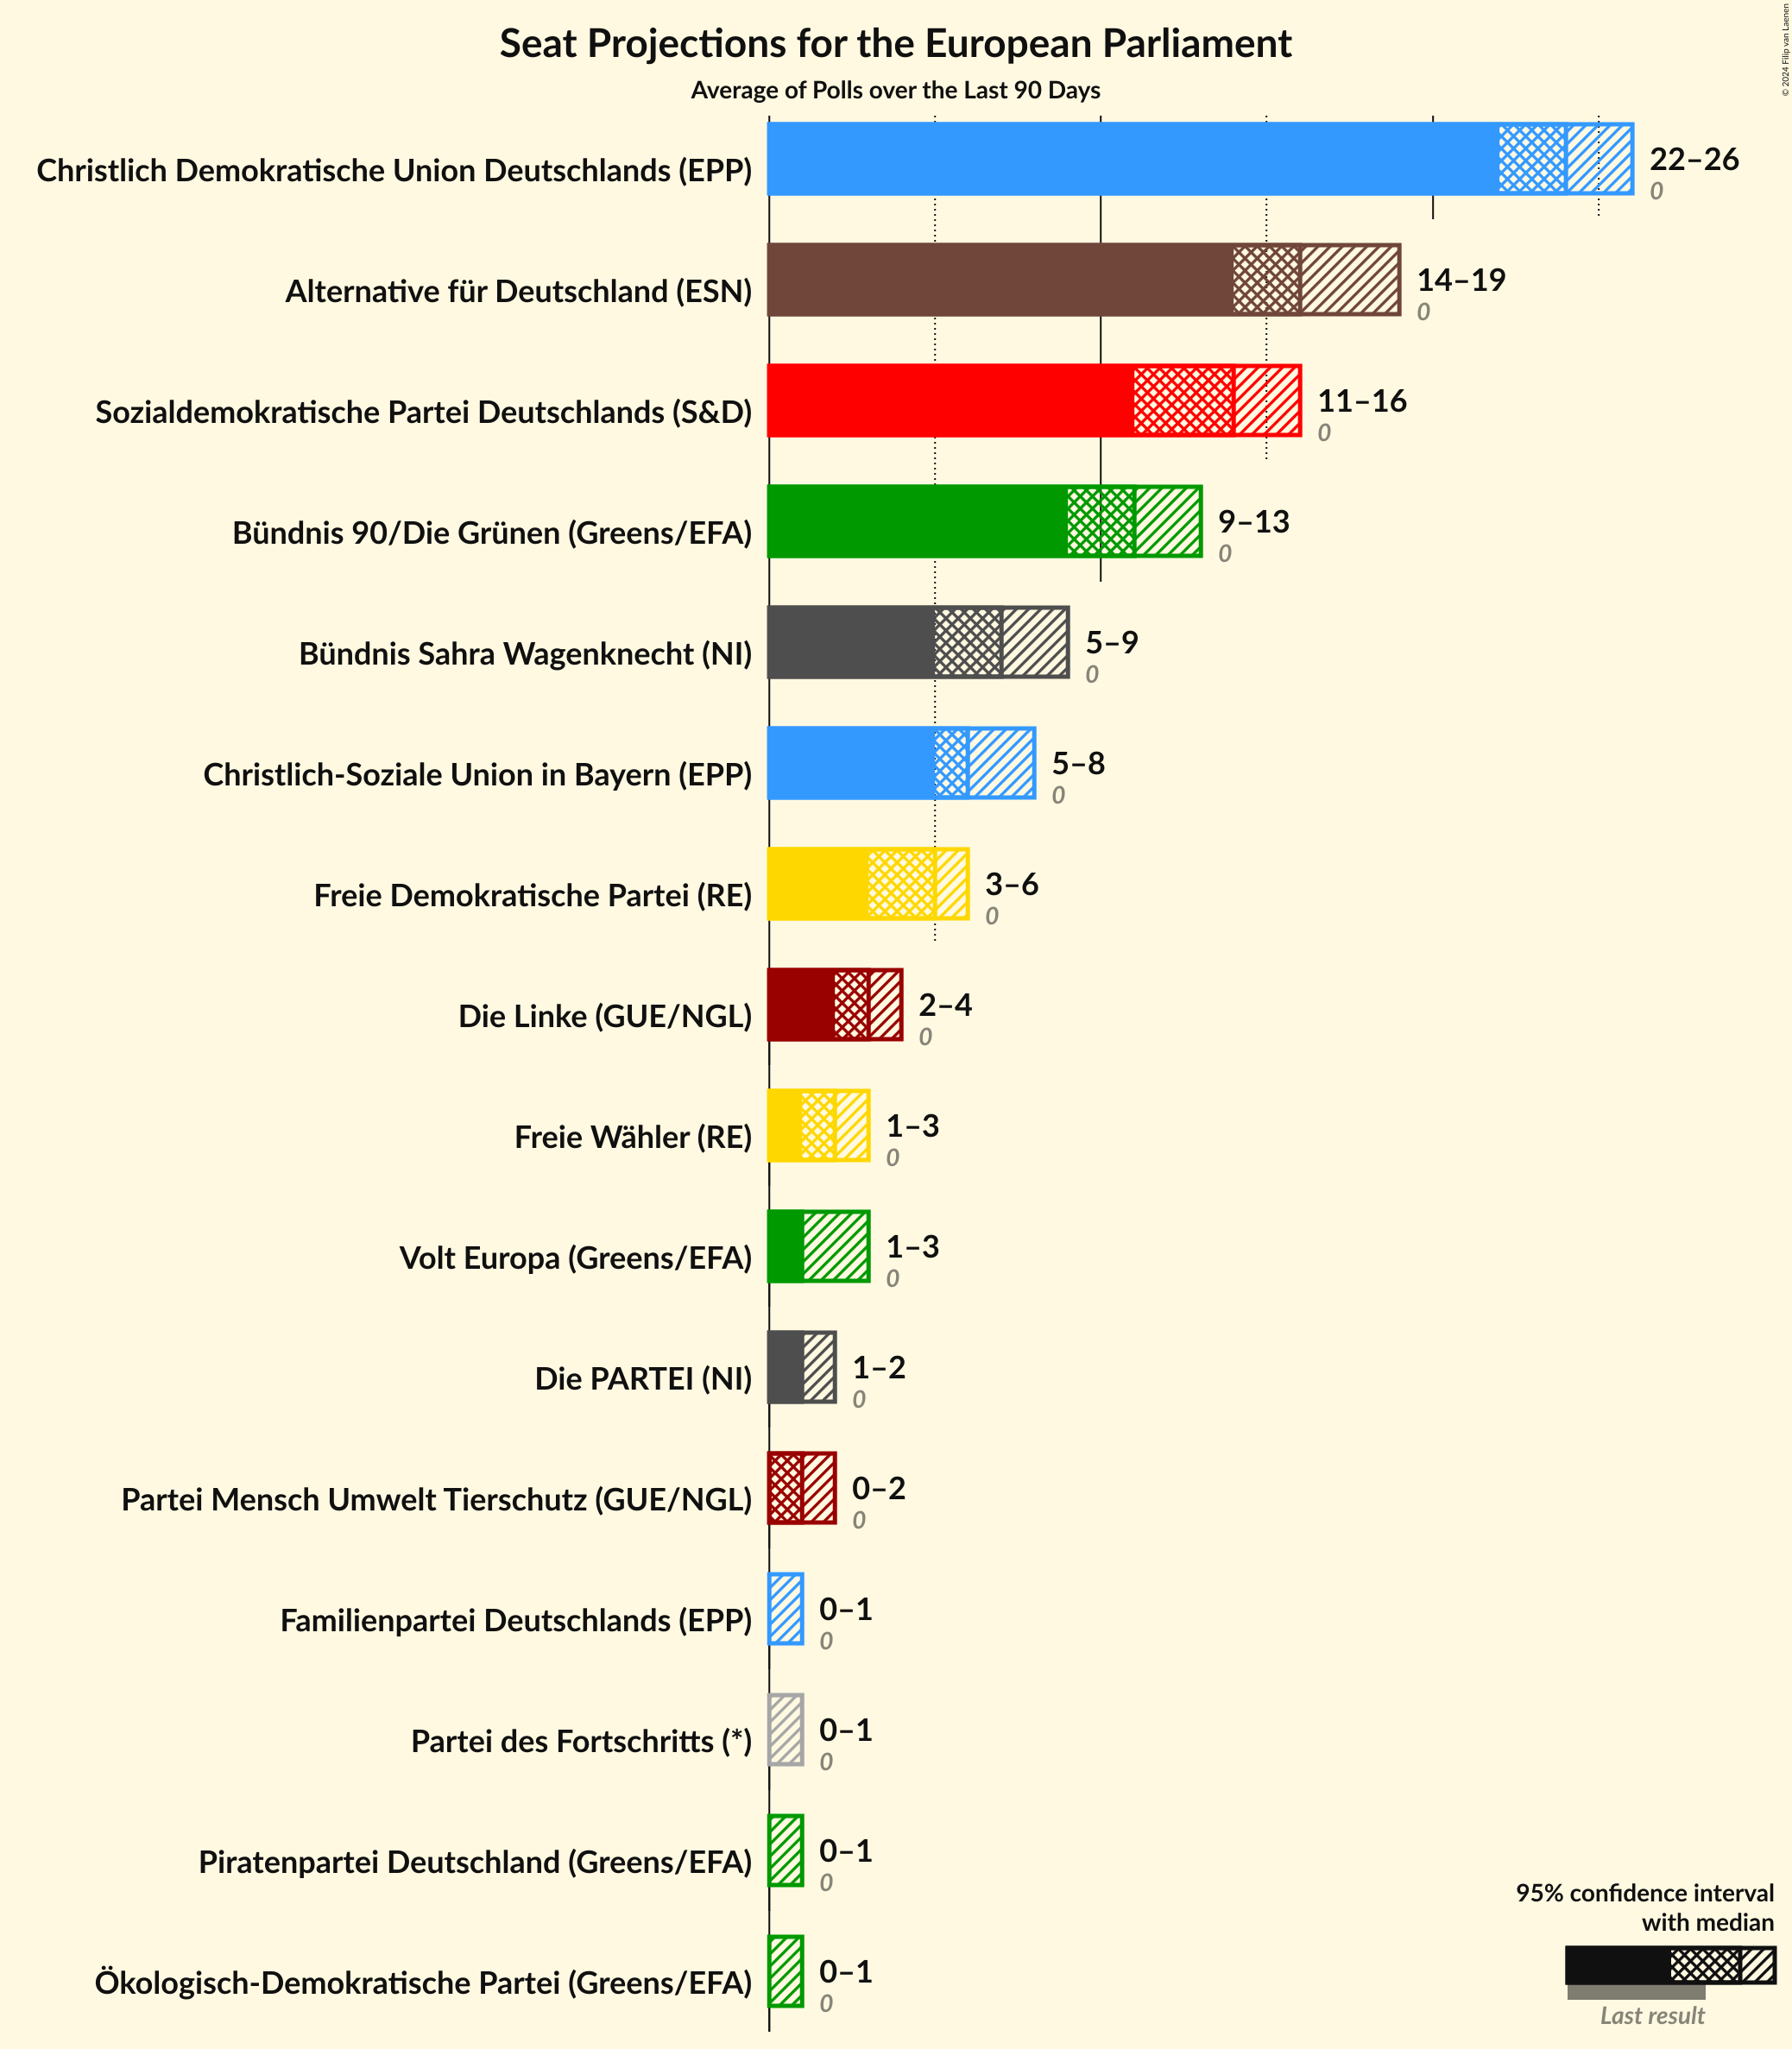 © 2024 Filip van Laenen
Seat Projections for the European Parliament
Average of Polls over the Last 90 Days
Christlich Demokratische Union Deutschlands (EPP)
22–26
0
Alternative für Deutschland (ESN)
14–19
0
Sozialdemokratische Partei Deutschlands (S&D)
11–16
0
Bündnis 90/Die Grünen (Greens/EFA)
9–13
0
Bündnis Sahra Wagenknecht (NI)
5–9
0
Christlich-Soziale Union in Bayern (EPP)
5–8
0
Freie Demokratische Partei (RE)
3–6
0
Die Linke (GUE/NGL)
2–4
0
Freie Wähler (RE)
1–3
0
Volt Europa (Greens/EFA)
1–3
0
Die PARTEI (NI)
1–2
0
Partei Mensch Umwelt Tierschutz (GUE/NGL)
0–2
0
Familienpartei Deutschlands (EPP)
0–1
0
Partei des Fortschritts (*)
0–1
0
Piratenpartei Deutschland (Greens/EFA)
0–1
0
Ökologisch-Demokratische Partei (Greens/EFA)
0–1
0
95% confidence interval
with median
Last result